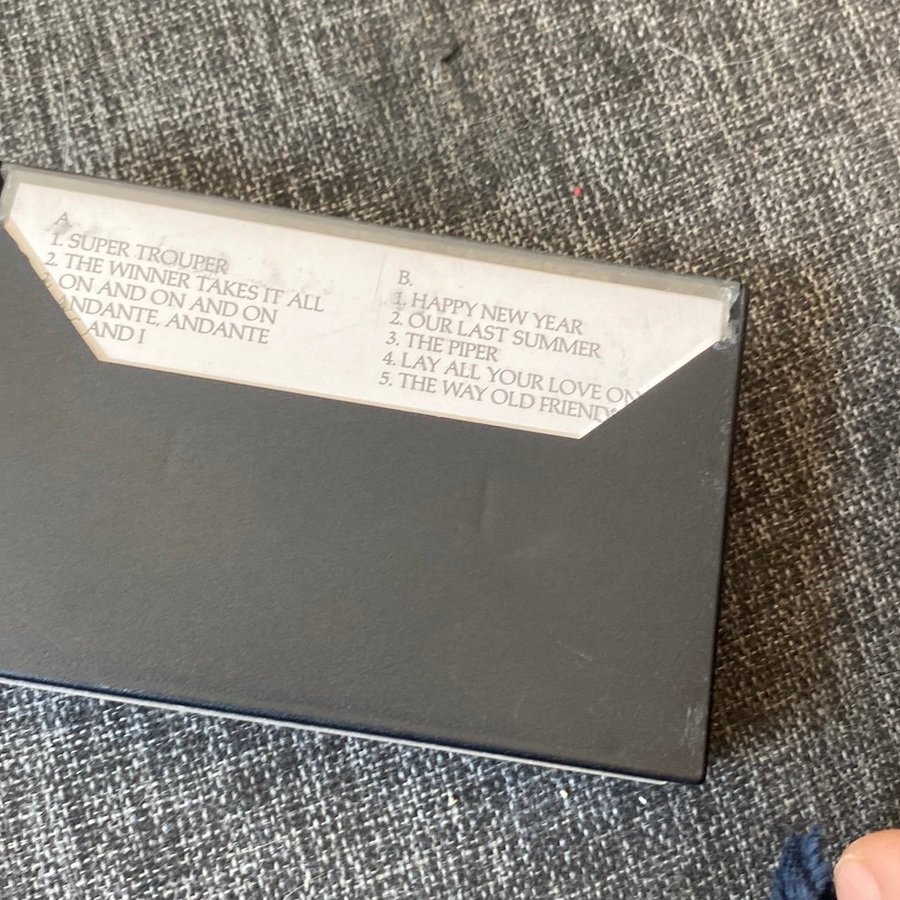 A.
1. SUPER TROUPER
2. THE WINNER TAKES IT ALL
ON AND ON AND ON
ANDANTE, ANDANTE
AND I
B.
1. HAPPY NEW YEAR
2. OUR LAST SUMMER
3. THE PIPER
4. LAY ALL YOUR LOVE ON
5. THE WAY OLD FRIENDS